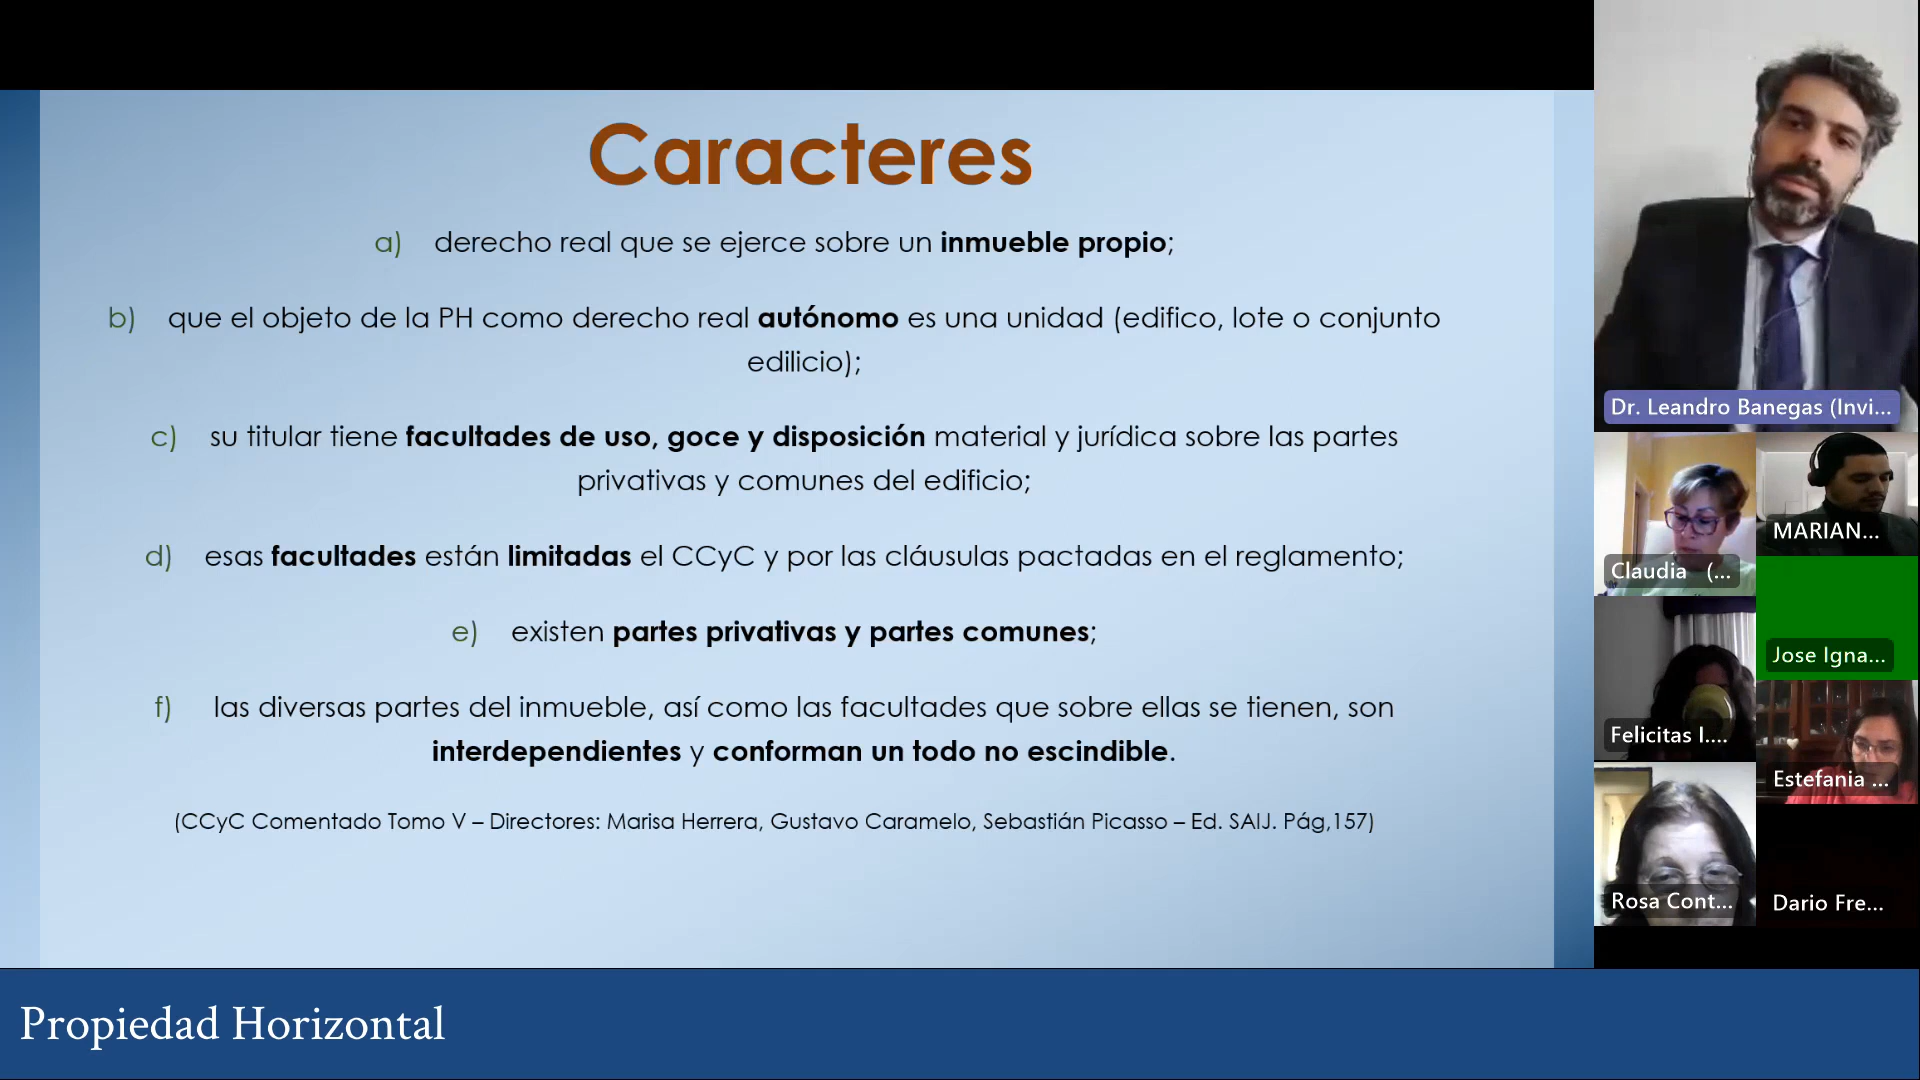 Caracteres
a) derecho real que se ejerce sobre un inmueble propio;
b) que el objeto de la PH como derecho real autónomo es una unidad (edifico, lote o conjunto
edilicio);
c) su titular tiene facultades de uso, goce y disposición material y jurídica sobre las partes
privativas y comunes del edificio;
d) esas facultades están limitadas el CCyC y por las cláusulas pactadas en el reglamento;
e) existen partes privativas y partes comunes;
f) las diversas partes del inmueble, así como las facultades que sobre ellas se tienen, son
interdependientes y conforman un todo no escindible.
(CCyC Comentado Tomo V – Directores: Marisa Herrera, Gustavo Caramelo, Sebastián Picasso – Ed. SAIJ. Pág,157)
Propiedad Horizontal
Dr. Leandro Banegas (Invi...
Claudia (...
MARIAN...
Jose Igna...
Felicitas I....
Estefania ...
Rosa Cont...
Dario Fre...